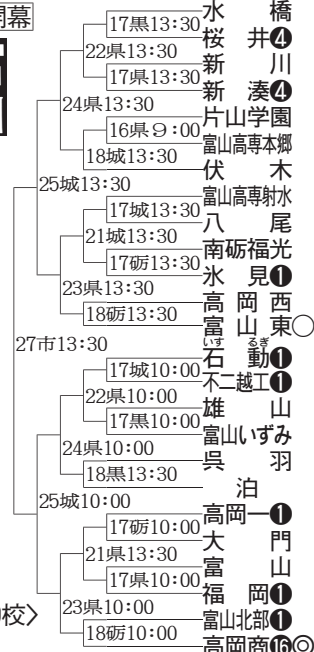 開幕
水橋
17黒13:30
桜井❹
22県13:30
新川
17県13:30
新湊❹
24県13:30
片山学園
16県9:00
富山高専本郷
18城13:30
伏木
25城13:30
富山高専射水
17城13:30
八尾
21城13:30
南砺福光
17砺13:30
氷見❶
23県13:30
高岡西
18砺13:30
富山東○
27市13:30
いするぎ
石動❶
17城10:00
不二越工❶
22県10:00
雄山
17黒10:00
富山いずみ
24県10:00
呉羽
18黒13:30
泊
25城10:00
高岡一❶
17砺10:00
大門
21県13:30
富山
17県10:00
福岡❶
23県10:00
富山北部❶
校〉
18砺10:00
高岡商⓰◎